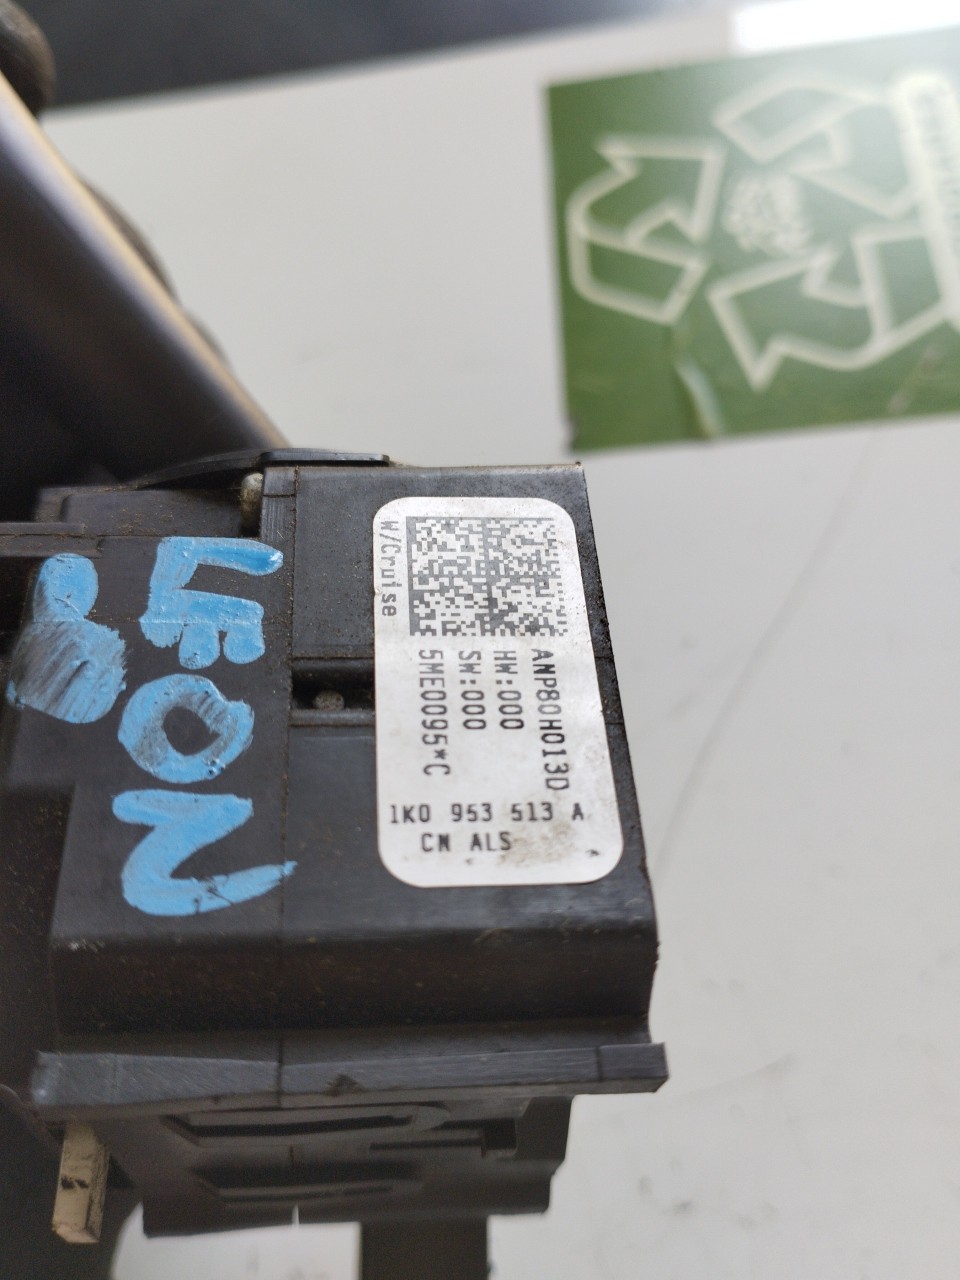 W/Cruise
ANP80H013D
HW:000
SW:000
5ME0095*C
1K0 953 513 A
CN ALS
LEON